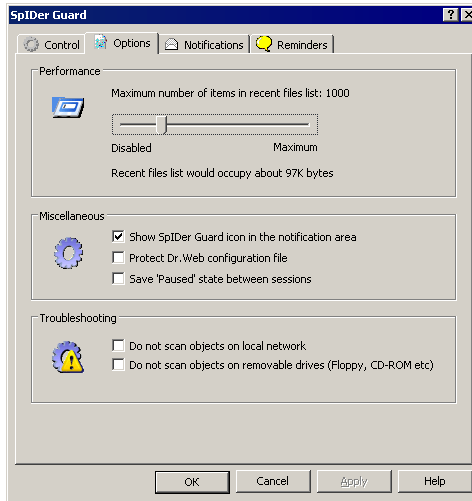 SpIDer Guard
Control Options Notifications Reminders
Performance
Maximum number of items in recent files list: 1000
Disabled Maximum
Recent files list would occupy about 97K bytes
Miscellaneous
Show SpIDer Guard icon in the notification area
Protect Dr.Web configuration file
Save 'Paused' state between sessions
Troubleshooting
Do not scan objects on local network
Do not scan objects on removable drives (Floppy, CD-ROM etc)
OK Cancel Apply Help